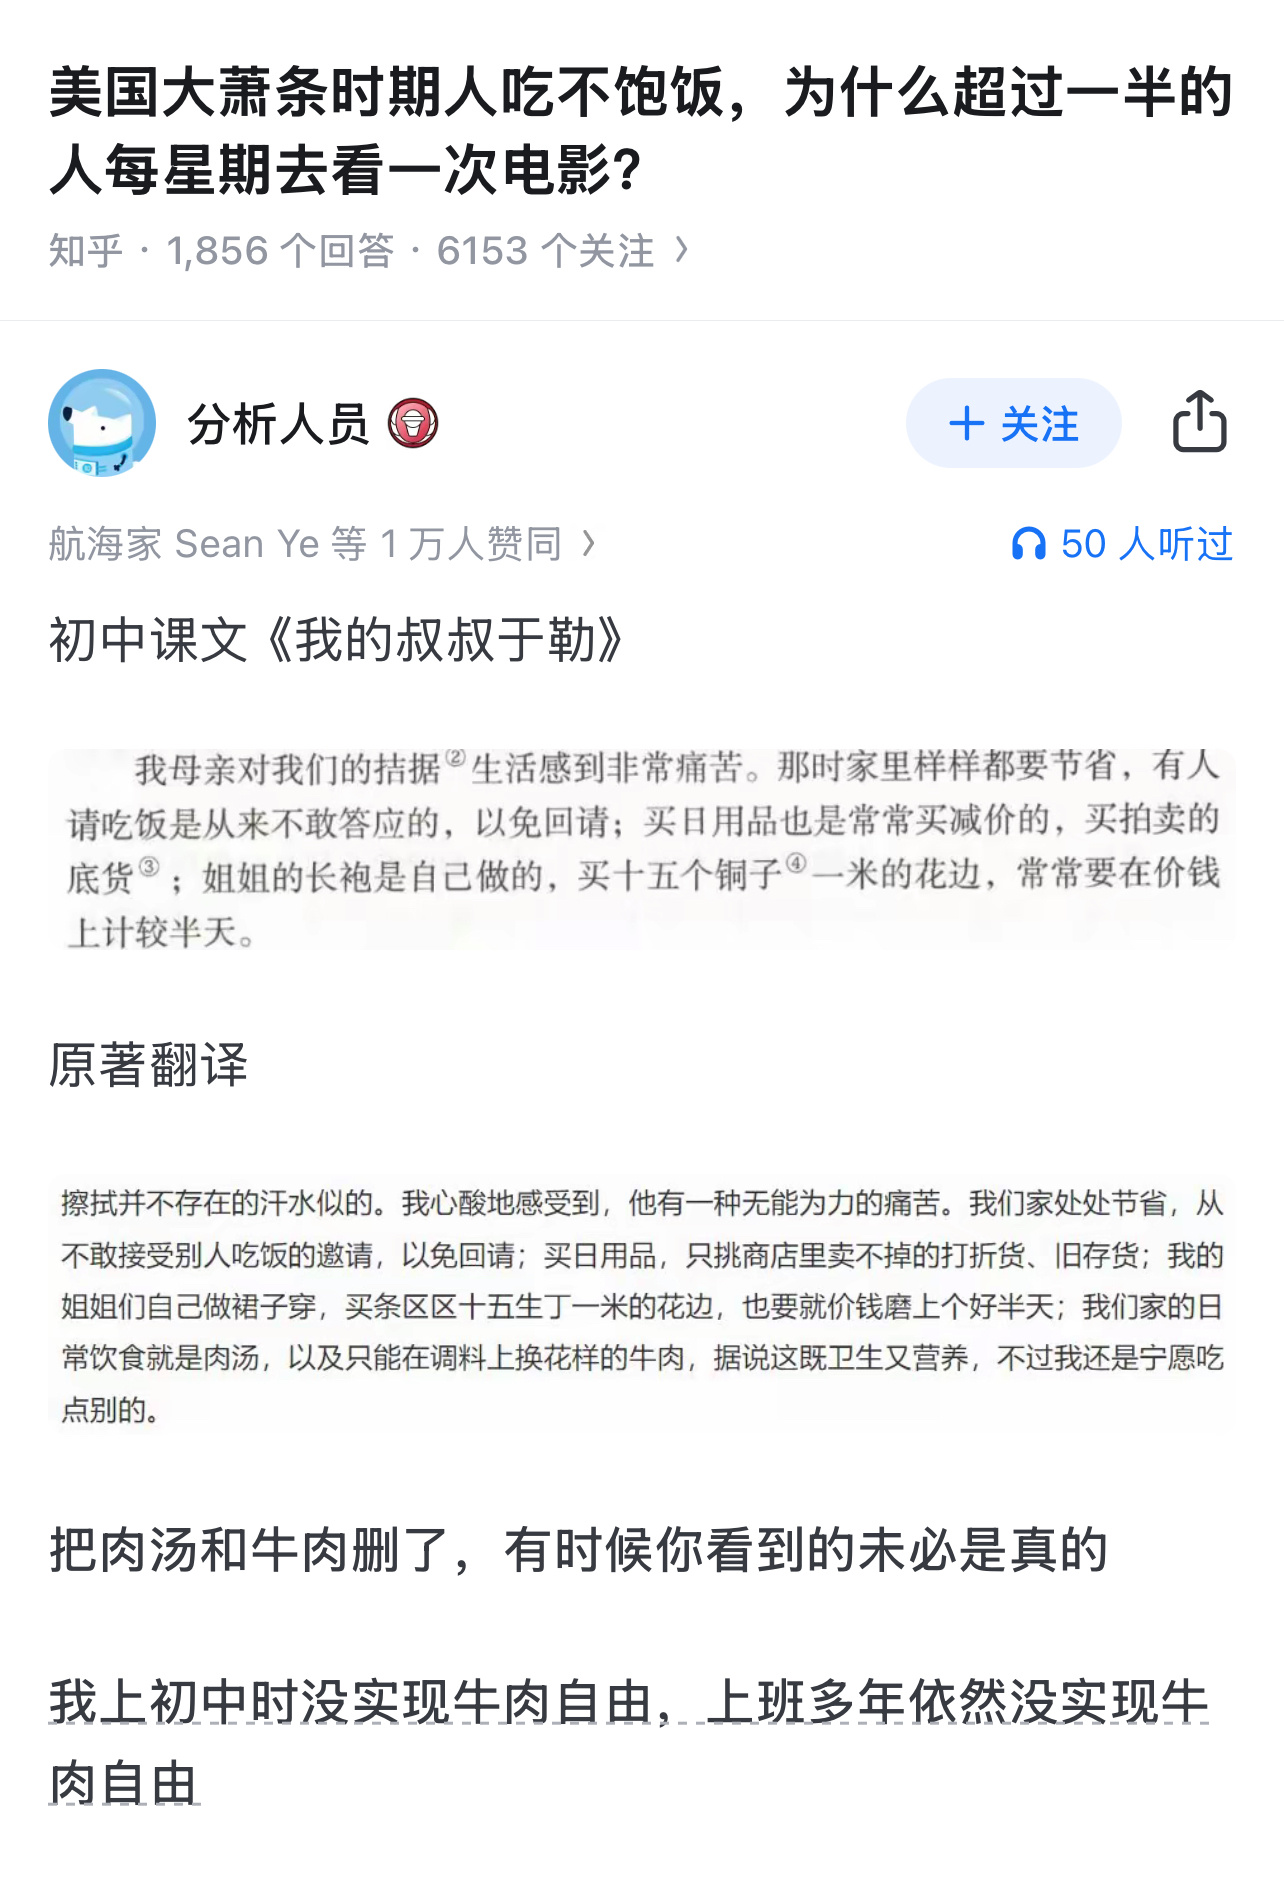 美国大萧条时期人吃不饱饭，为什么超过一半的
人每星期去看一次电影?
知乎 · 1,856 个回答 · 6153 个关注 >
分析人员
+ 关注
航海家 Sean Ye 等 1 万人赞同 >
50 人听过
初中课文《我的叔叔于勒》
我母亲对我们的拮据②生活感到非常痛苦。那时家里样样都要节省，有人
请吃饭是从来不敢答应的，以免回请；买日用品也是常常买减价的，买拍卖的
底货③；姐姐的长袍是自己做的，买十五个铜子④一米的花边，常常要在价钱
上计较半天。
原著翻译
擦拭并不存在的汗水似的。我心酸地感受到，他有一种无能为力的痛苦。我们家处处节省，从
不敢接受别人吃饭的邀请，以免回请；买日用品，只挑商店里卖不掉的打折货、旧存货；我的
姐姐们自己做裙子穿，买条区区十五生丁一米的花边，也要就价钱磨上个好半天；我们家的日
常饮食就是肉汤，以及只能在调料上换花样的牛肉，据说这既卫生又营养，不过我还是宁愿吃
点别的。
把肉汤和牛肉删了，有时候你看到的未必是真的
我上初中时没实现牛肉自由，上班多年依然没实现牛
肉自由